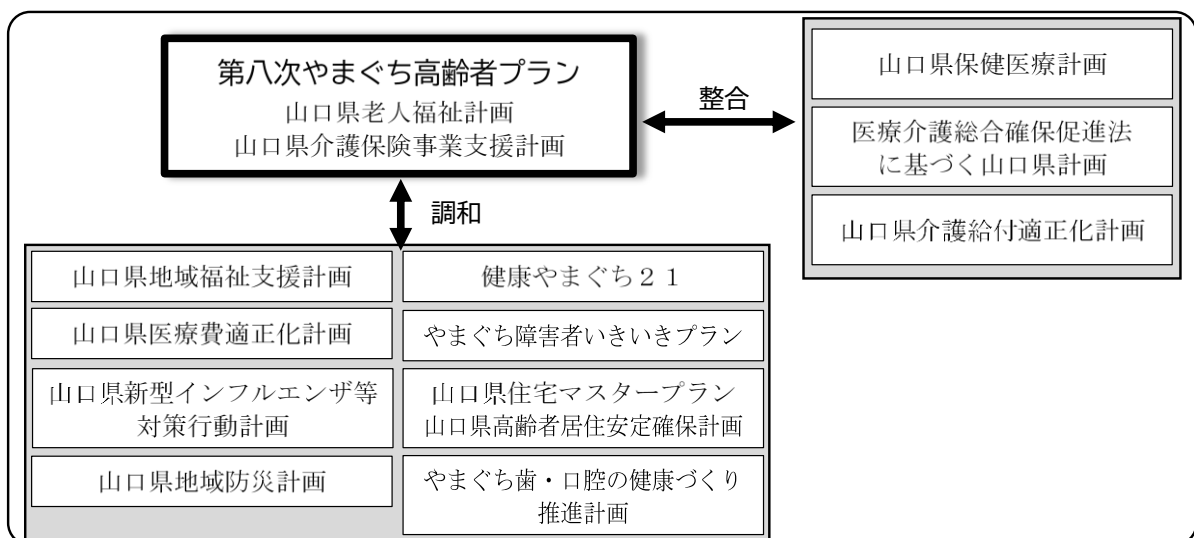 第八次やまぐち高齢者プラン
山口県老人福祉計画
山口県介護保険事業支援計画
整合
山口県保健医療計画
医療介護総合確保促進法
に基づく山口県計画
山口県介護給付適正化計画
調和
山口県地域福祉支援計画
健康やまぐち２１
山口県医療費適正化計画
やまぐち障害者いきいきプラン
山口県新型インフルエンザ等
対策行動計画
山口県住宅マスタープラン
山口県高齢者居住安定確保計画
山口県地域防災計画
やまぐち歯・口腔の健康づくり
推進計画